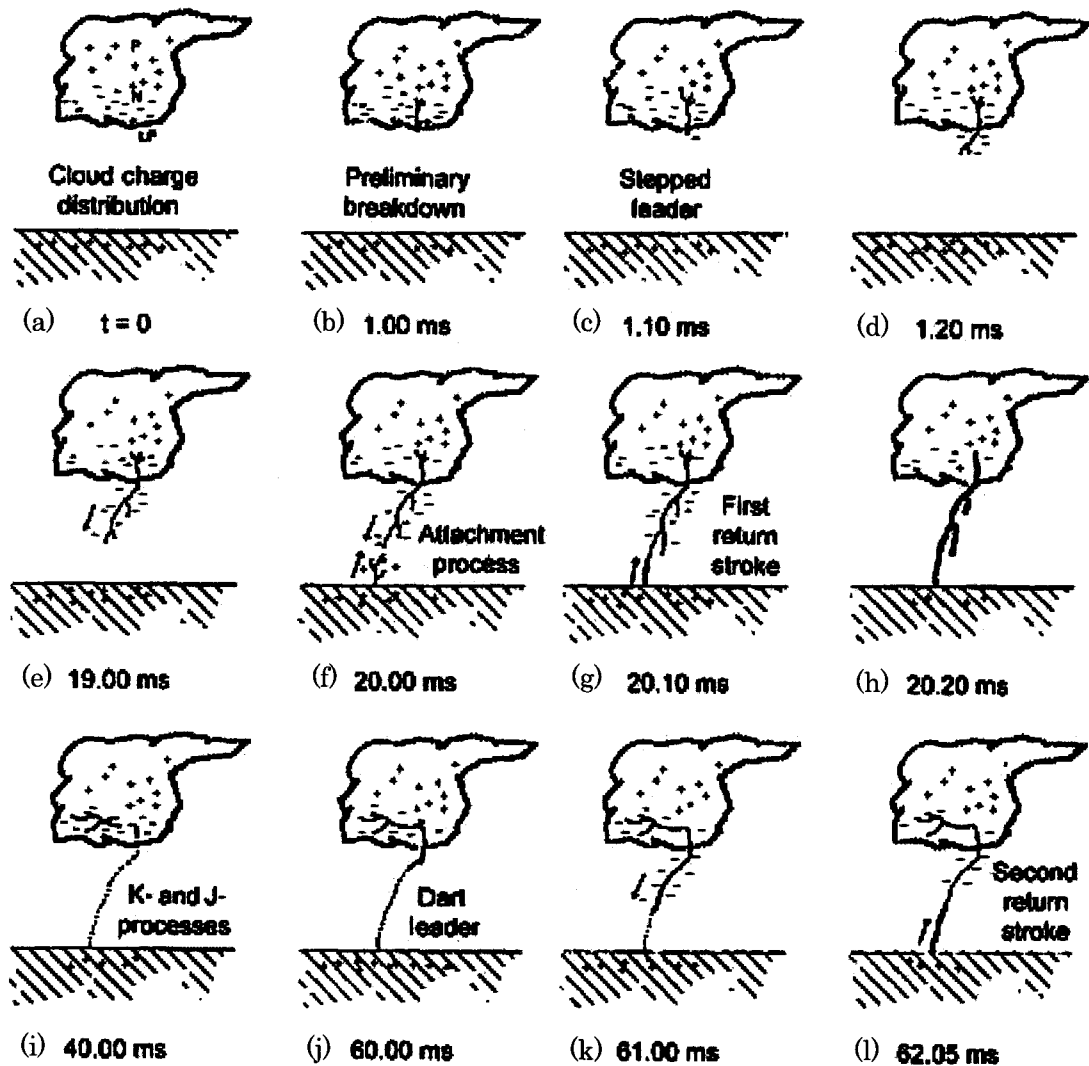 P
N
LP
Cloud charge
distribution
(a) t = 0
Preliminary
breakdown
(b) 1.00 ms
Stepped
leader
(c) 1.10 ms
(d) 1.20 ms
(e) 19.00 ms
Attachment
process
(f) 20.00 ms
First
return
stroke
(g) 20.10 ms
(h) 20.20 ms
K- and J-
processes
(i) 40.00 ms
Dart
leader
(j) 60.00 ms
(k) 61.00 ms
Second
return
stroke
(l) 62.05 ms